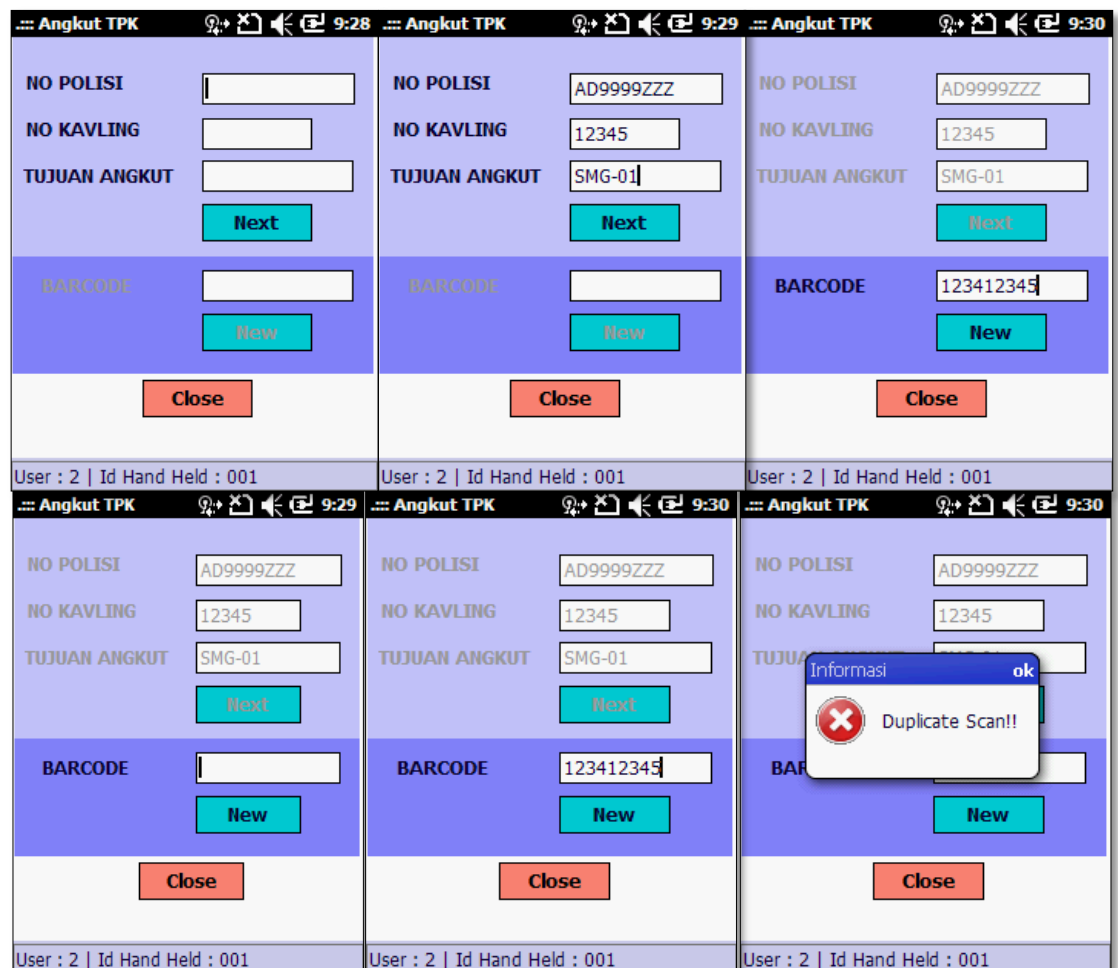 .::: Angkut TPK 9:28
NO POLISI
NO KAVLING
TUJUAN ANGKUT
Next
BARCODE
New
Close
User : 2 | Id Hand Held : 001
.::: Angkut TPK 9:29
NO POLISI AD9999ZZZ
NO KAVLING 12345
TUJUAN ANGKUT SMG-01
Next
BARCODE
New
Close
User : 2 | Id Hand Held : 001
.::: Angkut TPK 9:30
NO POLISI AD9999ZZZ
NO KAVLING 12345
TUJUAN ANGKUT SMG-01
Next
BARCODE 123412345
New
Close
User : 2 | Id Hand Held : 001
.::: Angkut TPK 9:29
NO POLISI AD9999ZZZ
NO KAVLING 12345
TUJUAN ANGKUT SMG-01
Next
BARCODE
New
Close
User : 2 | Id Hand Held : 001
.::: Angkut TPK 9:30
NO POLISI AD9999ZZZ
NO KAVLING 12345
TUJUAN ANGKUT SMG-01
Next
BARCODE 123412345
New
Close
User : 2 | Id Hand Held : 001
.::: Angkut TPK 9:30
NO POLISI AD9999ZZZ
NO KAVLING 12345
Informasi ok
Duplicate Scan!!
New
Close
User : 2 | Id Hand Held : 001